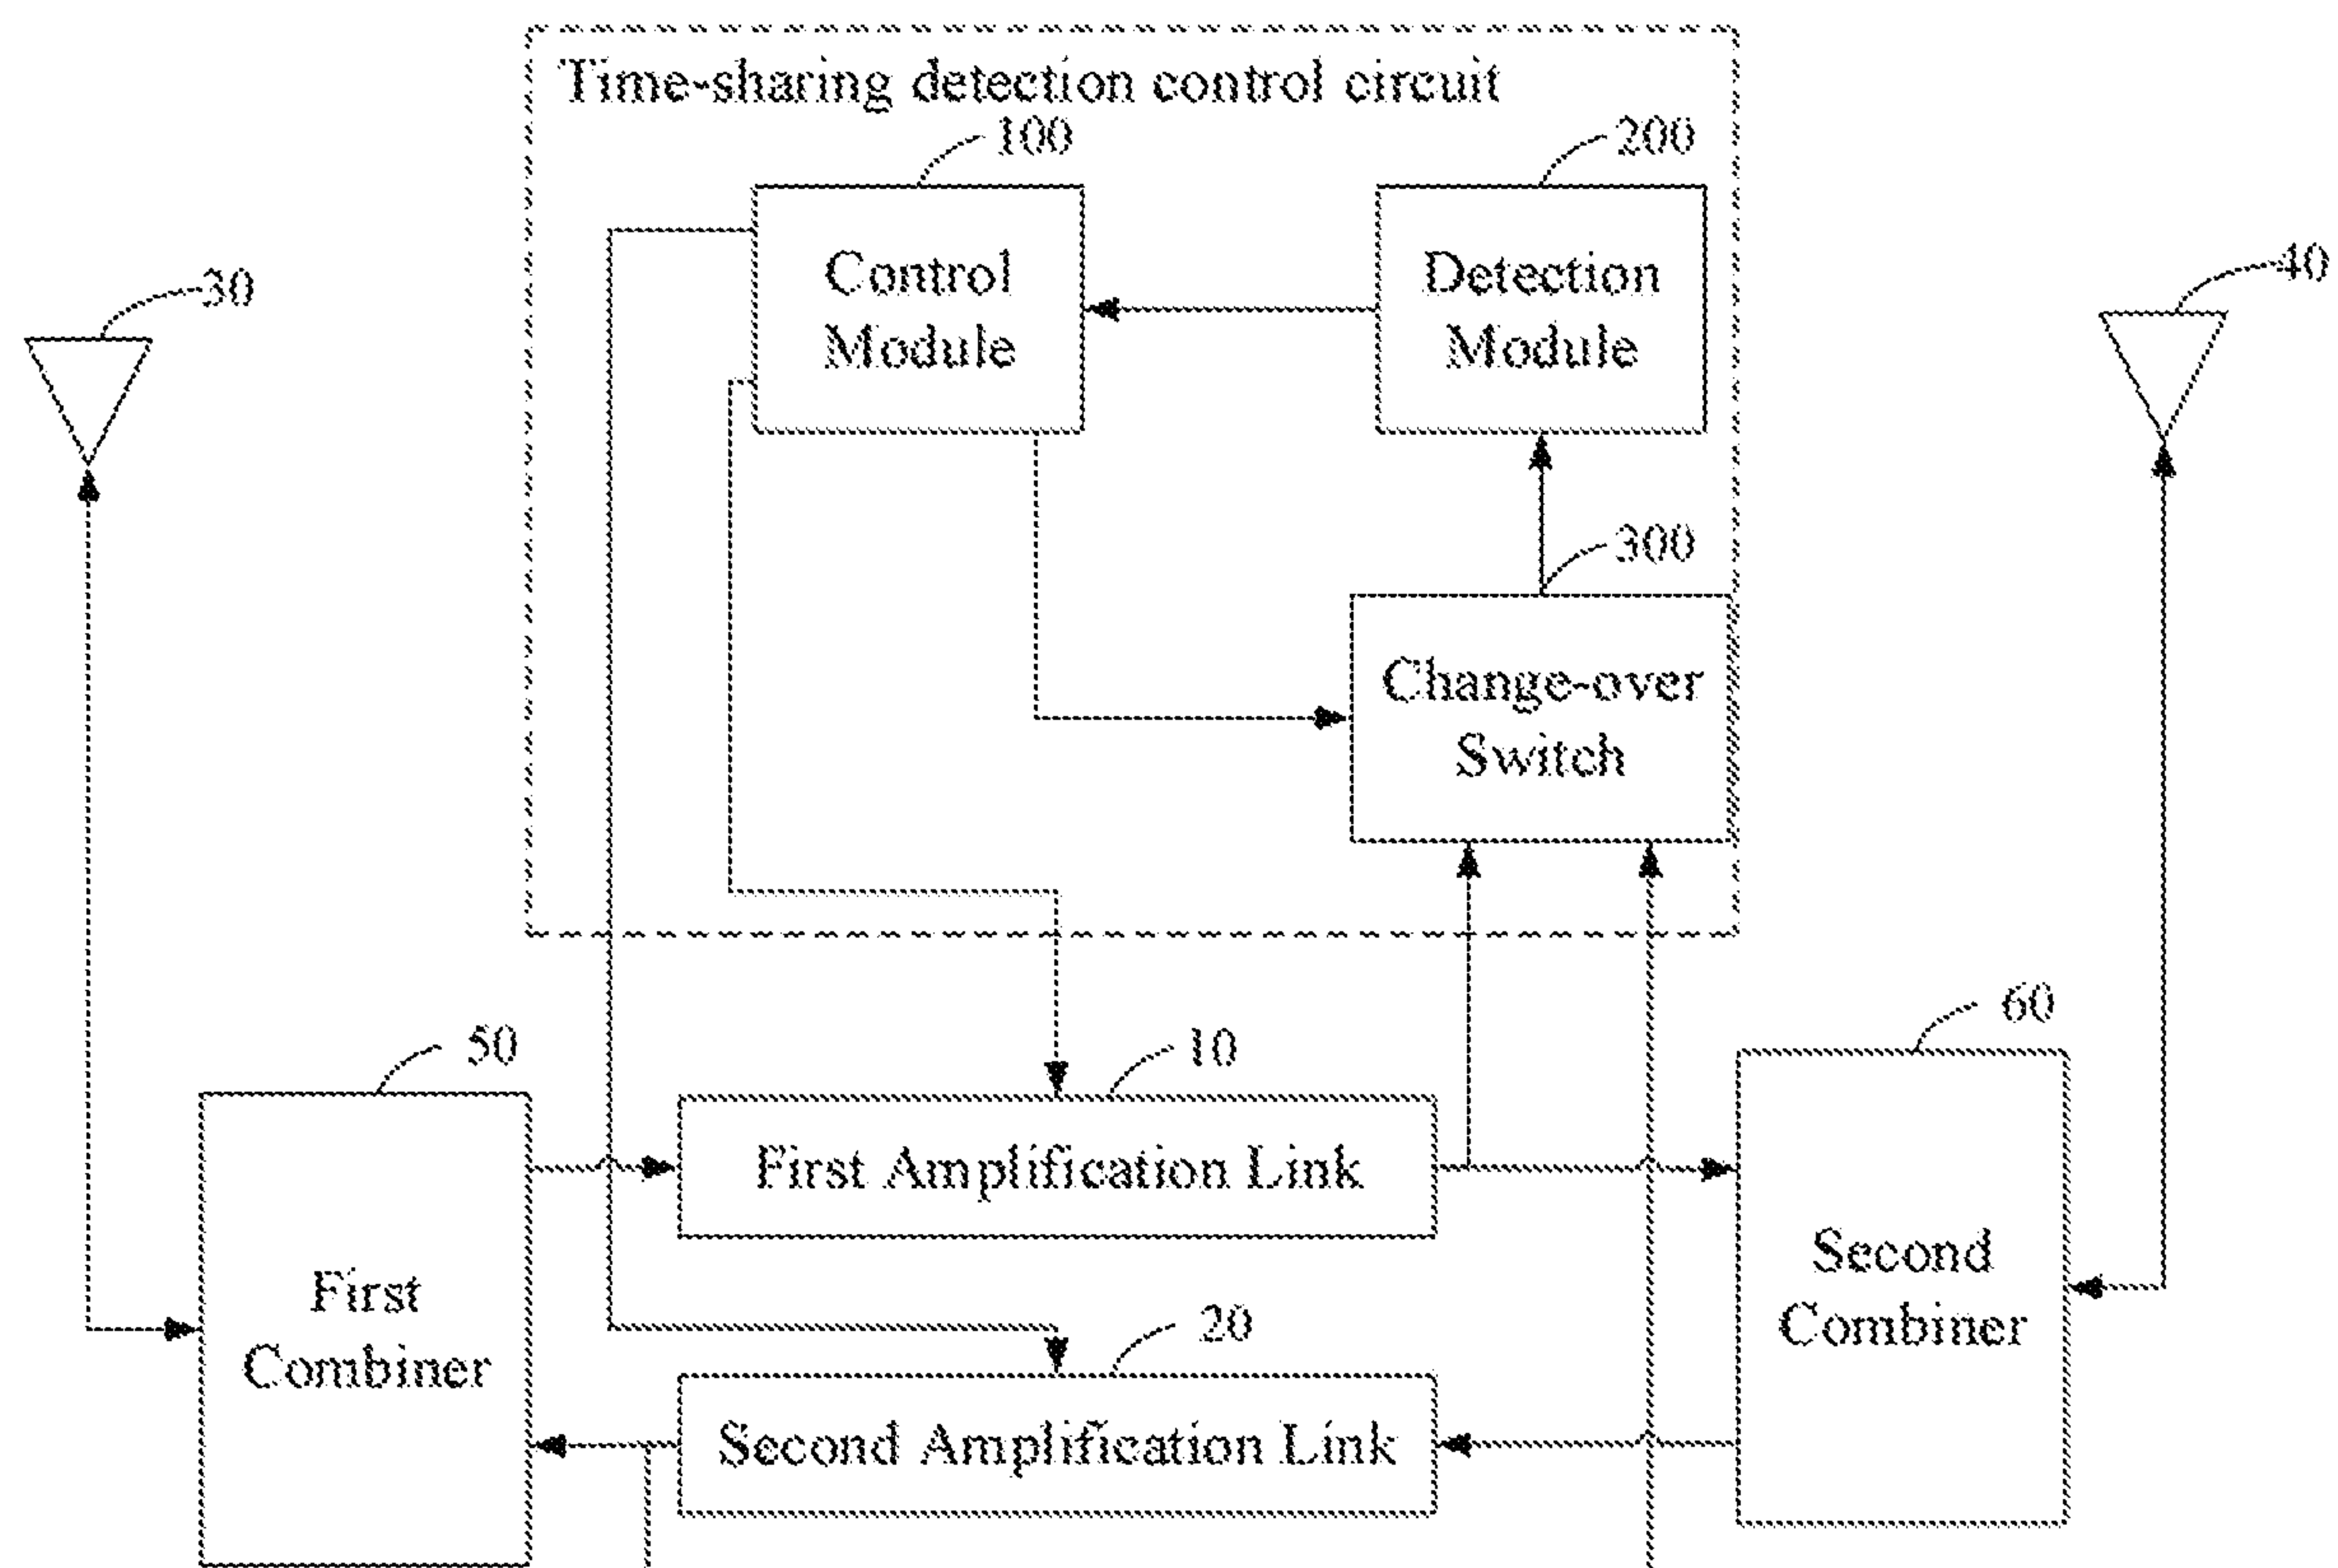 Time-sharing detection control circuit
100
200
Control
Module
Detection
Module
30
40
300
Change-over
Switch
50
10
60
First Amplification Link
First
Combiner
Second
Combiner
20
Second Amplification Link